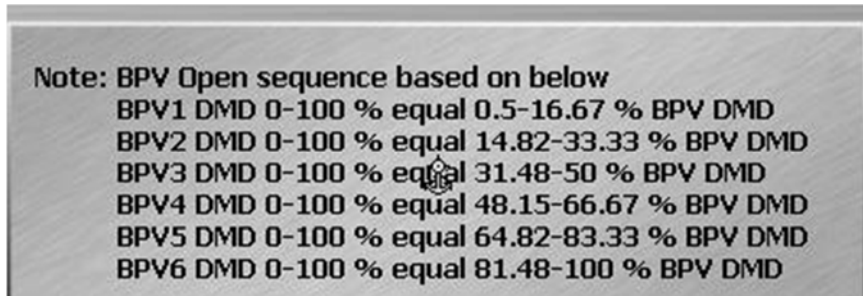 Note: BPV Open sequence based on below
BPV1 DMD 0-100 % equal 0.5-16.67 % BPV DMD
BPV2 DMD 0-100 % equal 14.82-33.33 % BPV DMD
BPV3 DMD 0-100 % equal 31.48-50 % BPV DMD
BPV4 DMD 0-100 % equal 48.15-66.67 % BPV DMD
BPV5 DMD 0-100 % equal 64.82-83.33 % BPV DMD
BPV6 DMD 0-100 % equal 81.48-100 % BPV DMD